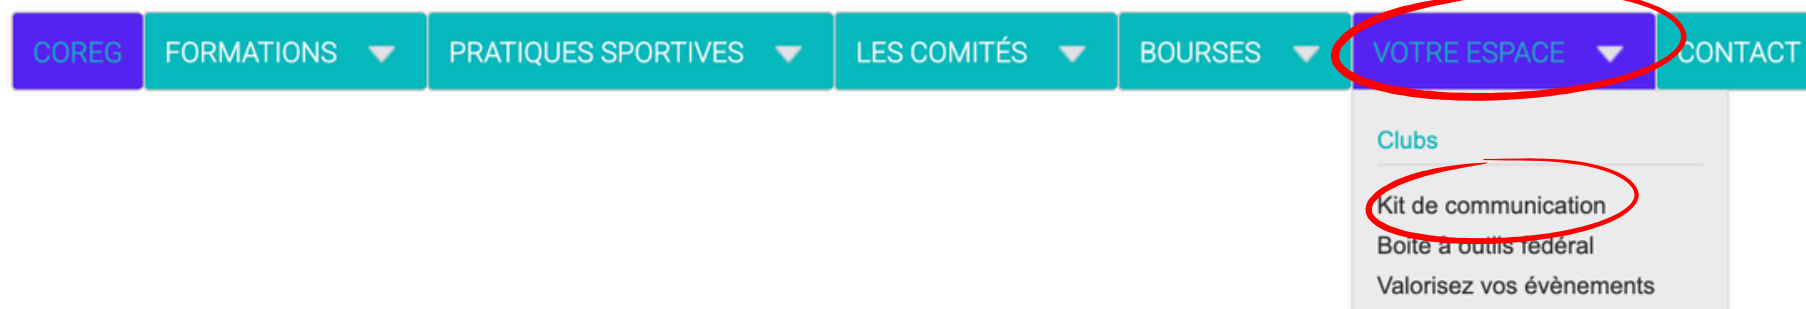 COREG FORMATIONS PRATIQUES SPORTIVES LES COMITÉS BOURSES VOTRE ESPACE CONTACT
Clubs
Kit de communication
Boite à outils fédéral
Valorisez vos évènements